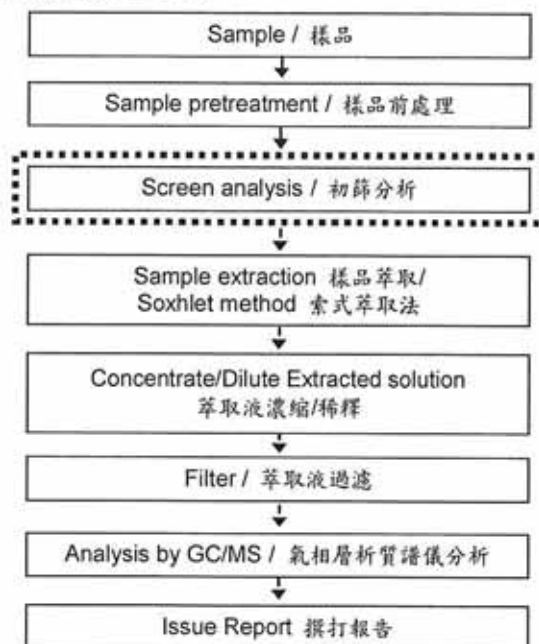 Sample / 樣品
Sample pretreatment / 樣品前處理
Screen analysis / 初篩分析
Sample extraction 樣品萃取/
Soxhlet method 索式萃取法
Concentrate/Dilute Extracted solution
萃取液濃縮/稀釋
Filter / 萃取液過濾
Analysis by GC/MS / 氣相層析質譜儀分析
Issue Report 撰打報告